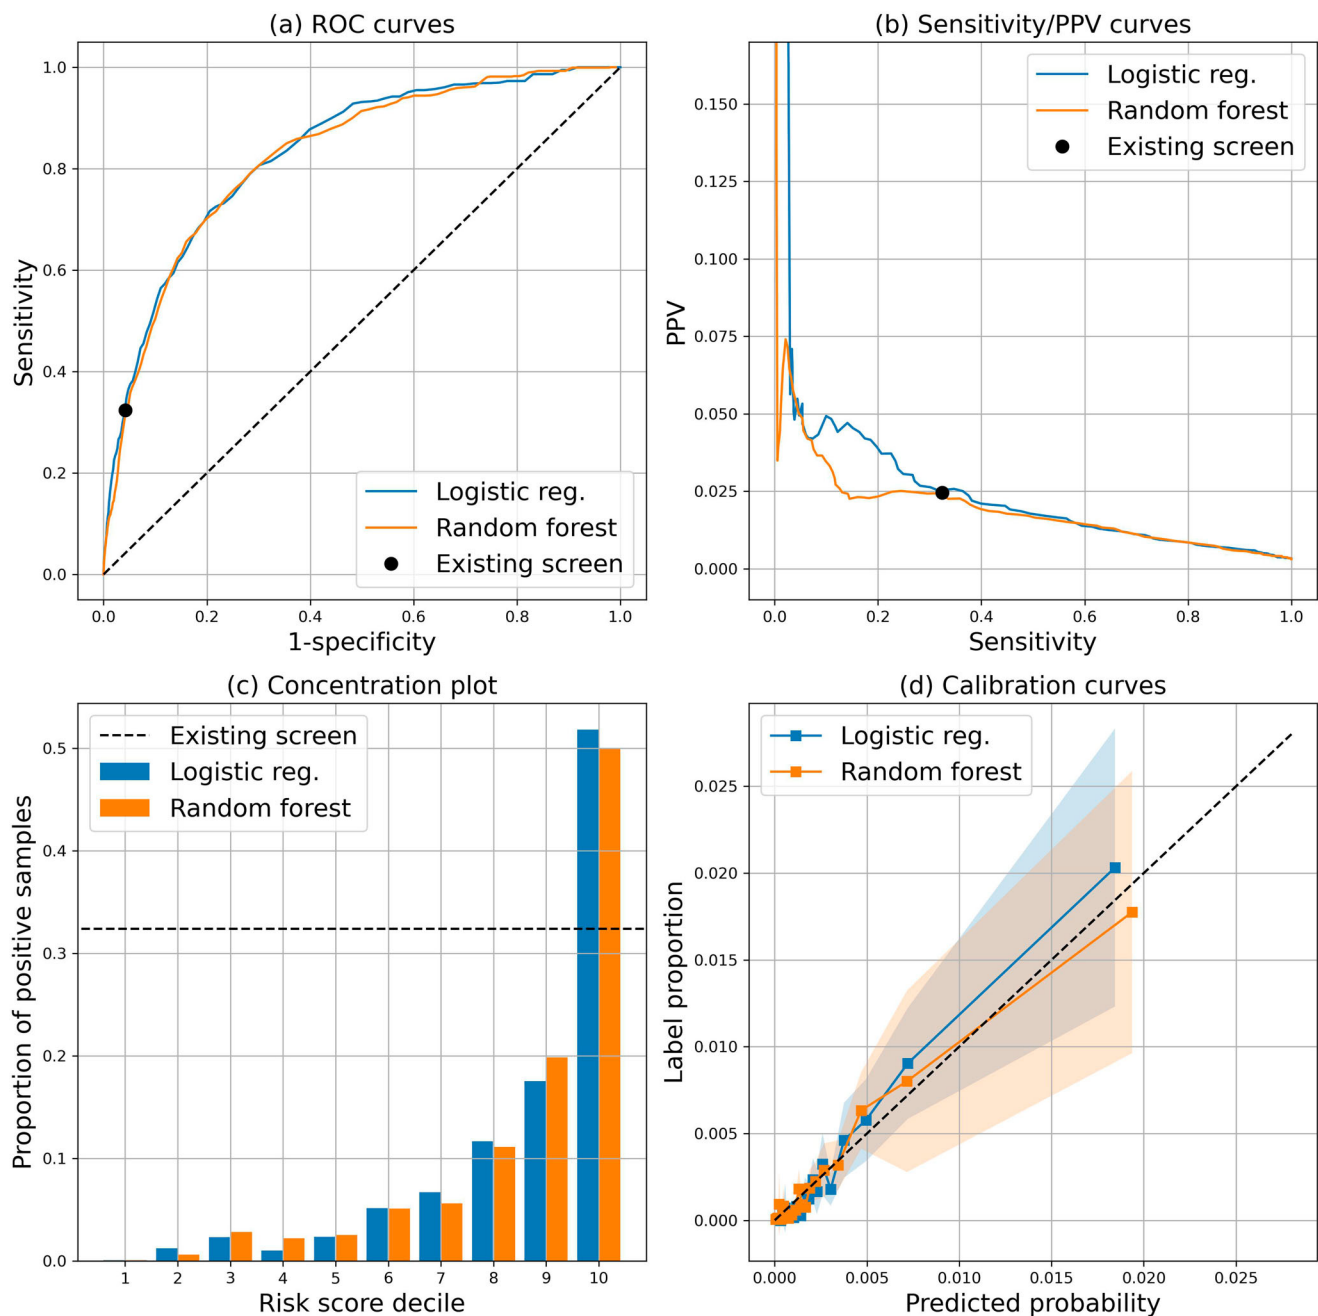 (a) ROC curves
1.0
0.8
0.6
0.4
0.2
0.0
Sensitivity
Logistic reg.
Random forest
Existing screen
0.0 0.2 0.4 0.6 0.8 1.0
1-specificity
(b) Sensitivity/PPV curves
0.150
0.125
0.100
0.075
0.050
0.025
0.000
PPV
Logistic reg.
Random forest
Existing screen
0.0 0.2 0.4 0.6 0.8 1.0
Sensitivity
(c) Concentration plot
0.5
0.4
0.3
0.2
0.1
0.0
Proportion of positive samples
Existing screen
Logistic reg.
Random forest
1 2 3 4 5 6 7 8 9 10
Risk score decile
(d) Calibration curves
0.025
0.020
0.015
0.010
0.005
0.000
Label proportion
Logistic reg.
Random forest
0.000 0.005 0.010 0.015 0.020 0.025
Predicted probability